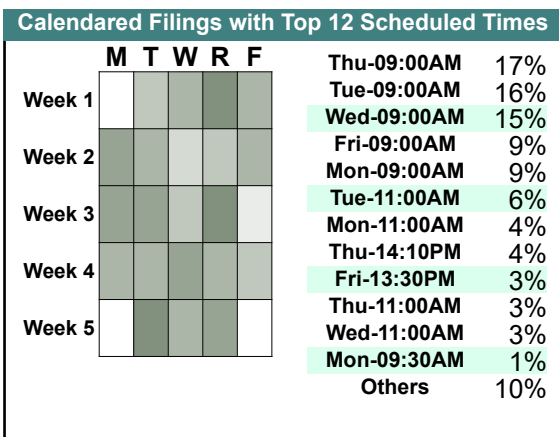 Calendared Filings with Top 12 Scheduled Times
M T W R F
Week 1
Week 2
Week 3
Week 4
Week 5
Thu-09:00AM 17%
Tue-09:00AM 16%
Wed-09:00AM 15%
Fri-09:00AM 9%
Mon-09:00AM 9%
Tue-11:00AM 6%
Mon-11:00AM 4%
Thu-14:10PM 4%
Fri-13:30PM 3%
Thu-11:00AM 3%
Wed-11:00AM 3%
Mon-09:30AM 1%
Others 10%